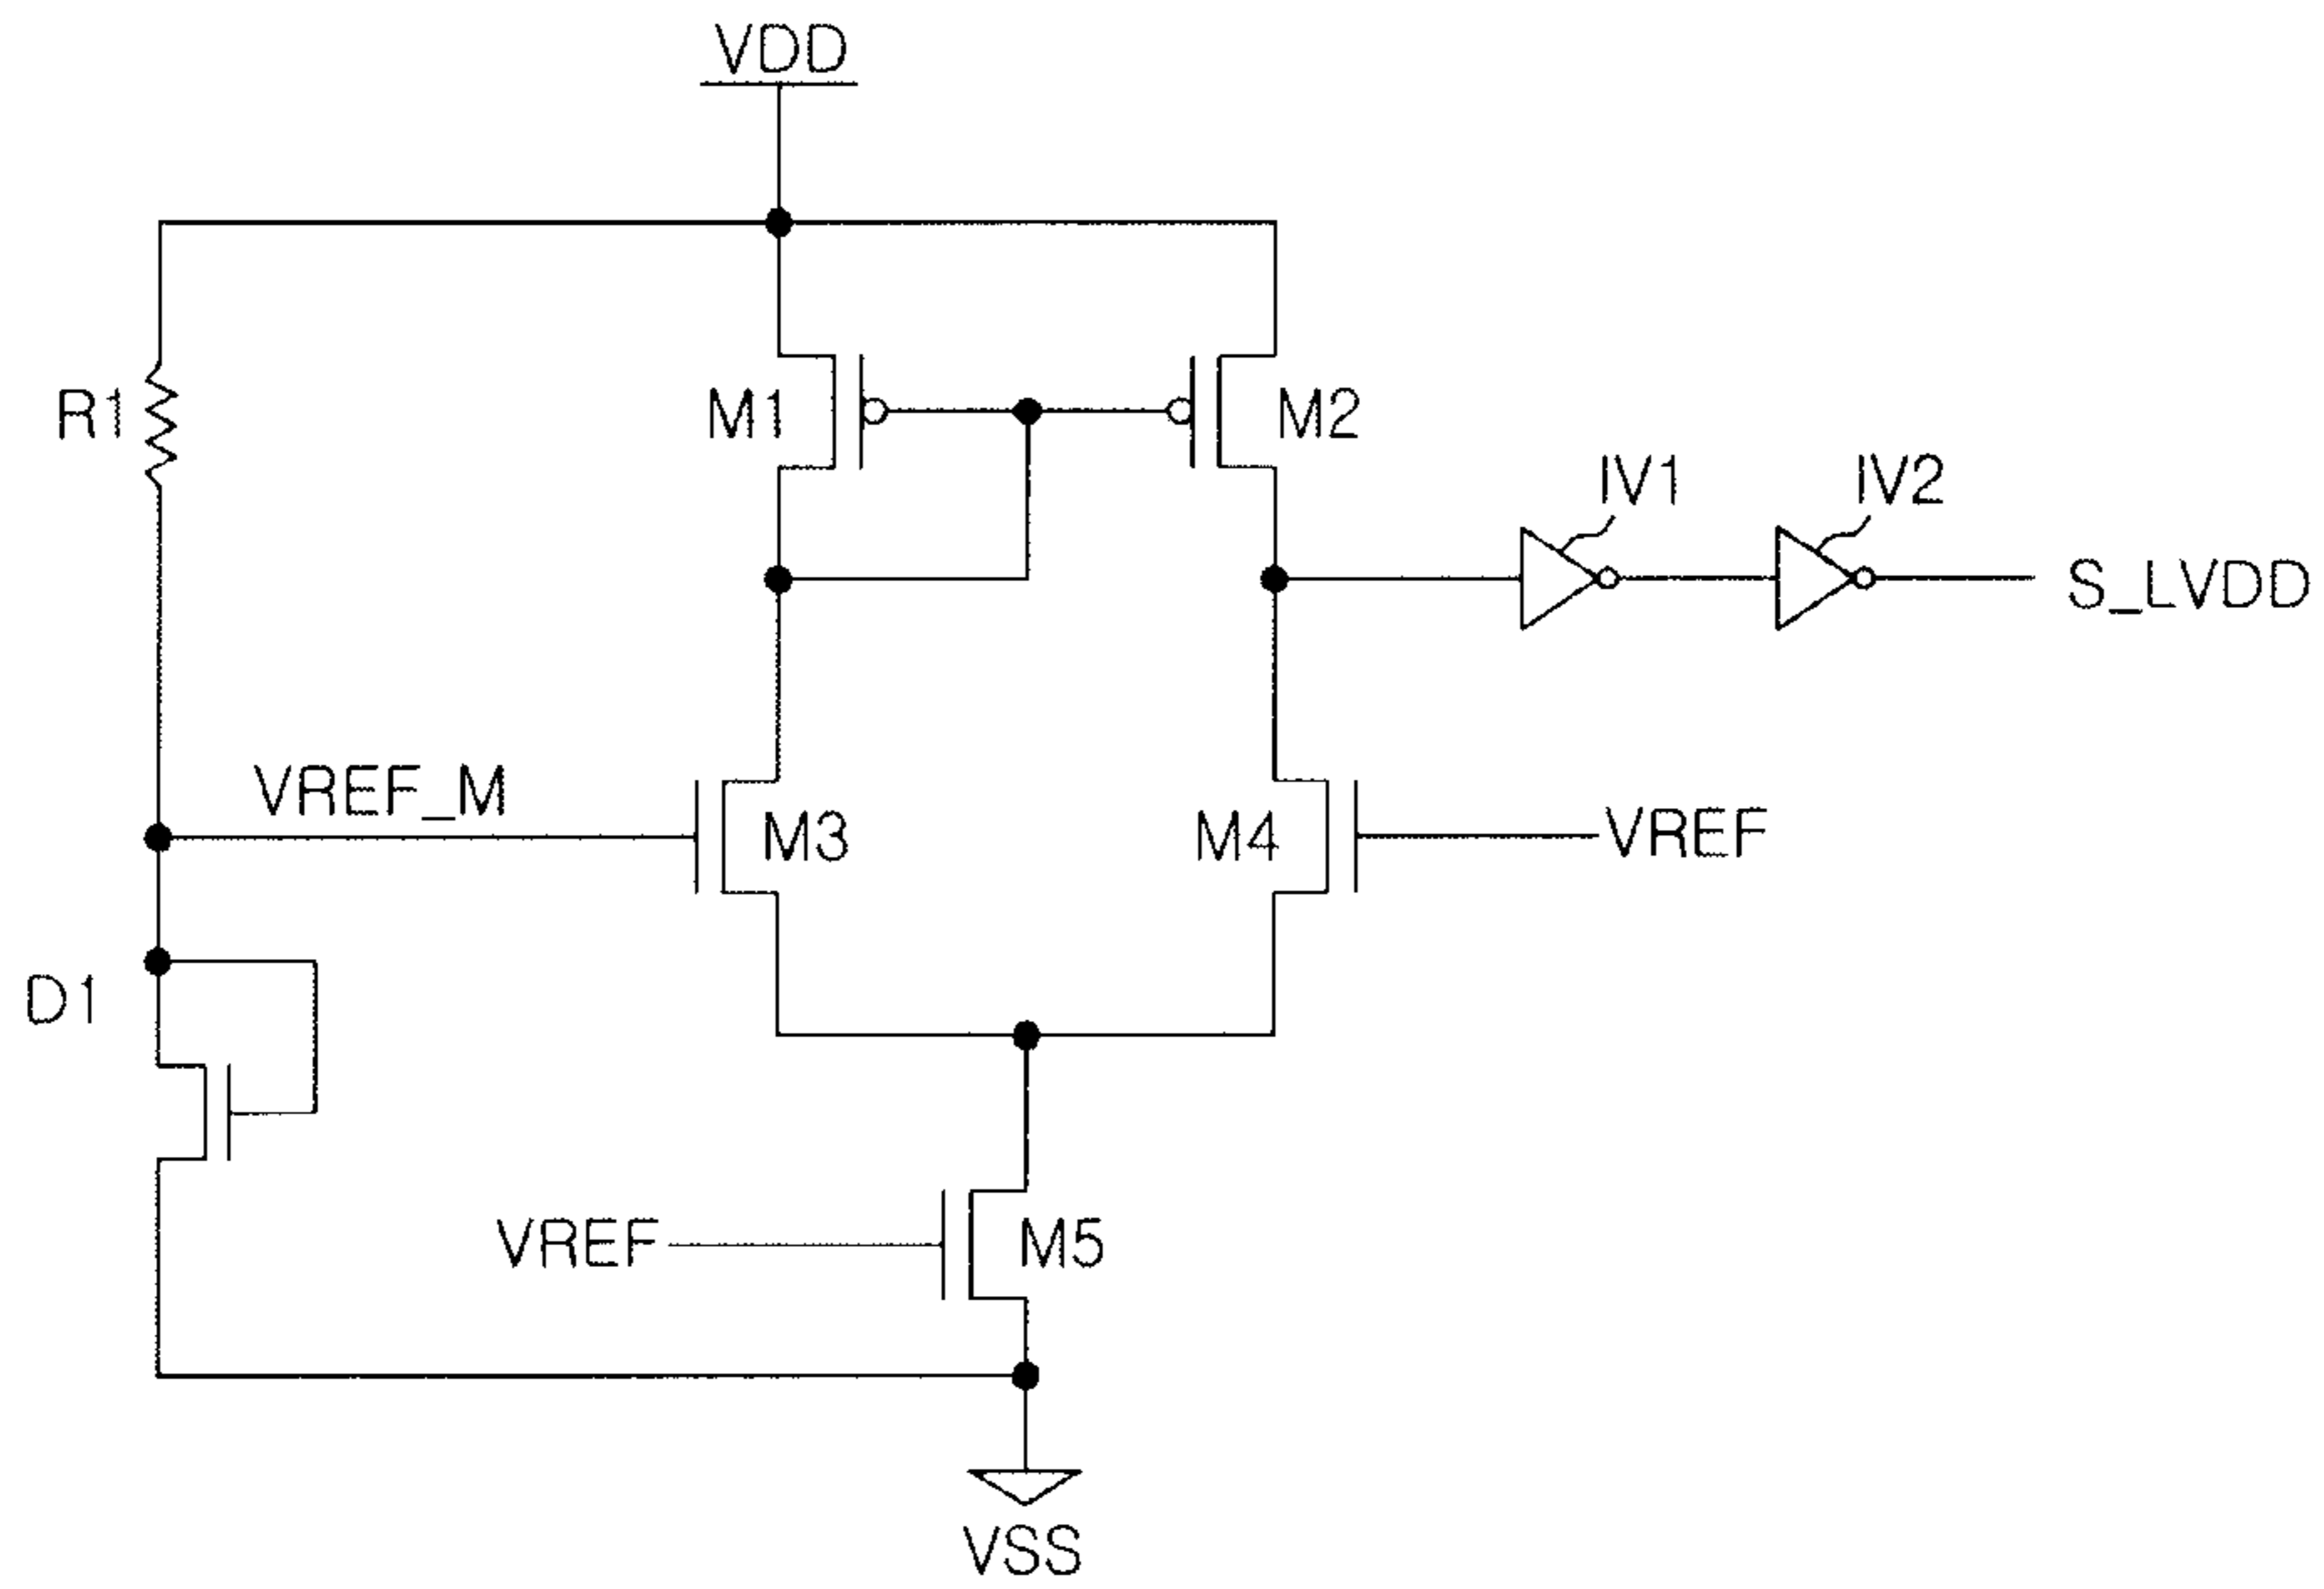 VDD
R1
M1
M2
IV1
IV2
S_LVDD
VREF_M
M3
M4
VREF
D1
VREF
M5
VSS